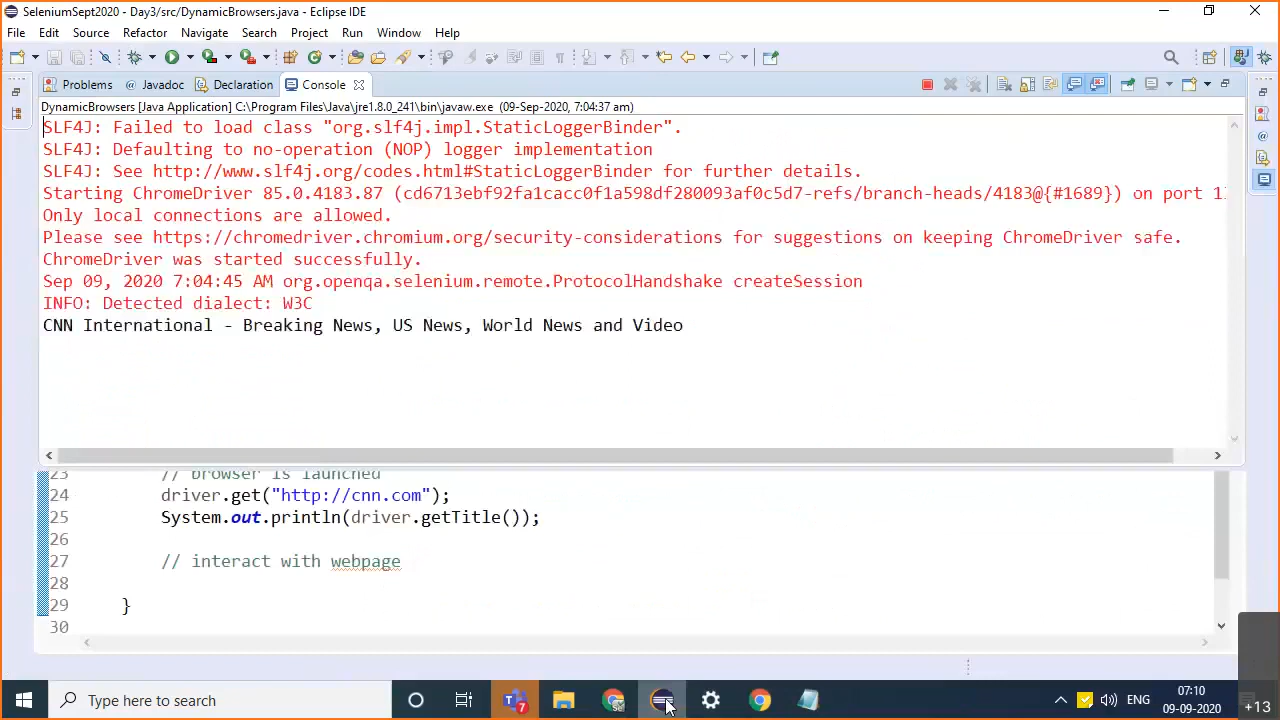 SeleniumSept2020 - Day3/src/DynamicBrowsers.java - Eclipse IDE
File Edit Source Refactor Navigate Search Project Run Window Help
Problems @ Javadoc Declaration Console
DynamicBrowsers [Java Application] C:\Program Files\Java\jre1.8.0_241\bin\javaw.exe (09-Sep-2020, 7:04:37 am)
SLF4J: Failed to load class "org.slf4j.impl.StaticLoggerBinder".
SLF4J: Defaulting to no-operation (NOP) logger implementation
SLF4J: See http://www.slf4j.org/codes.html#StaticLoggerBinder for further details.
Starting ChromeDriver 85.0.4183.87 (cd6713ebf92fa1cacc0f1a598df280093af0c5d7-refs/branch-heads/4183@{#1689}) on port
Only local connections are allowed.
Please see https://chromedriver.chromium.org/security-considerations for suggestions on keeping ChromeDriver safe.
ChromeDriver was started successfully.
Sep 09, 2020 7:04:45 AM org.openqa.selenium.remote.ProtocolHandshake createSession
INFO: Detected dialect: W3C
CNN International - Breaking News, US News, World News and Video
23 // browser is launched
24 driver.get("http://cnn.com");
25 System.out.println(driver.getTitle());
26
27 // interact with webpage
28
29 }
30
Type here to search
7
ENG
07:10
09-09-2020
+13